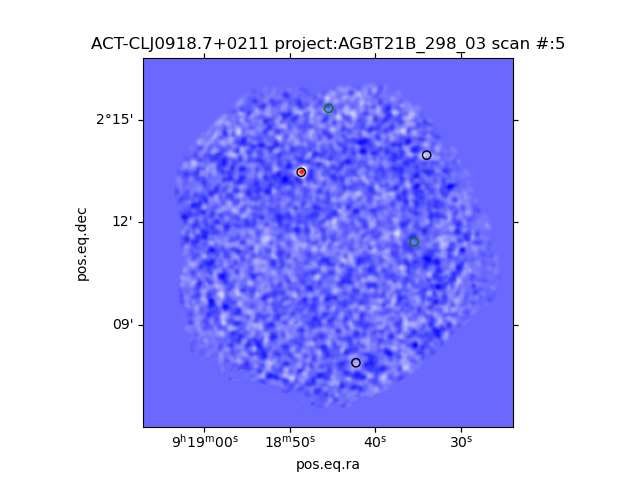 ACT-CLJ0918.7+0211 project:AGBT21B_298_03 scan #:5
2°15'
12'
09'
pos.eq.dec
9h19m00s 18m50s 40s 30s
pos.eq.ra